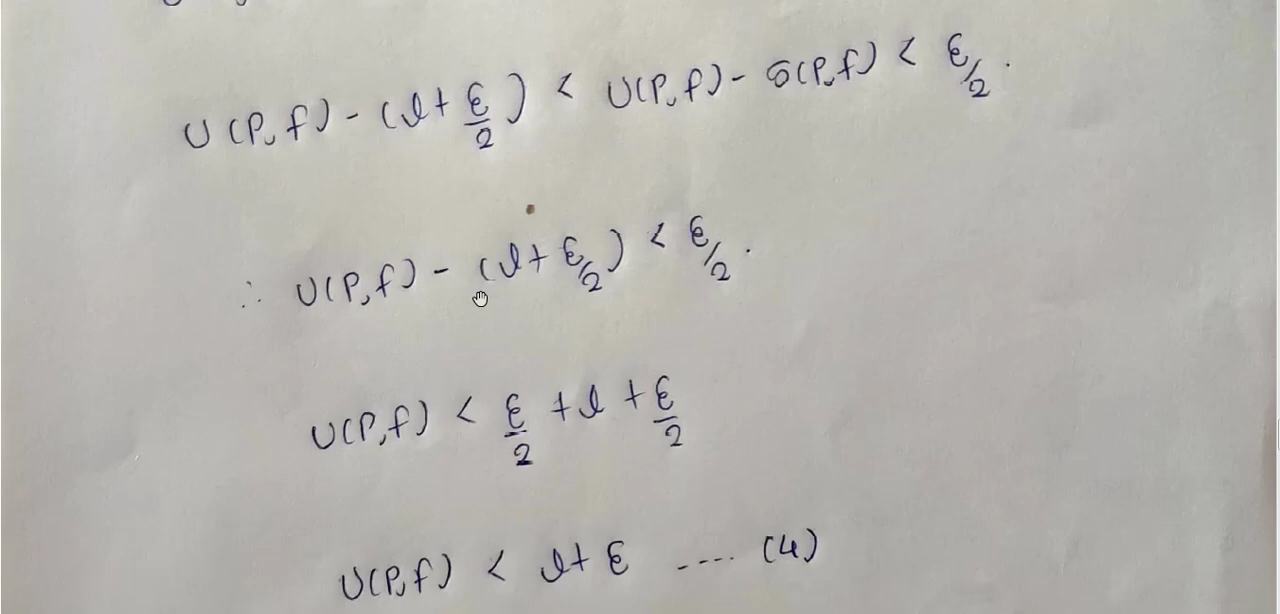 U(P, f) - (l + ε/2) < U(P, f) - S(P, f) < ε/2.
∴ U(P, f) - (l + ε/2) < ε/2.
U(P, f) < ε/2 + l + ε/2
U(P, f) < l + ε .... (4)